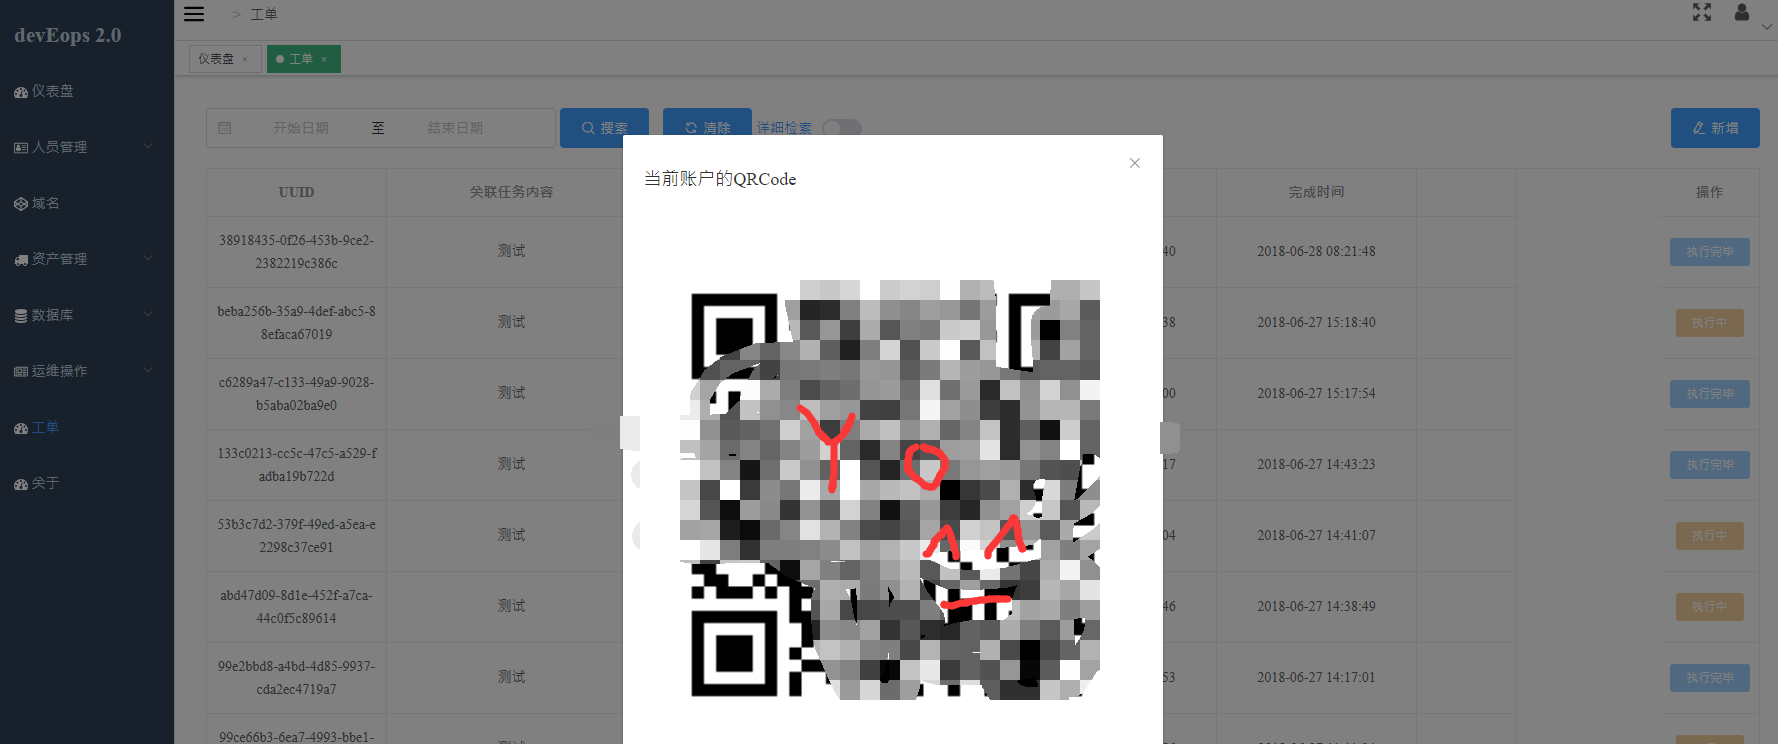 devEops 2.0
> 工单
仪表盘 ×
工单 ×
仪表盘
人员管理
域名
资产管理
数据库
运维操作
工单
关于
开始日期 至 结束日期
搜索
清除
详细检索
新增
当前账户的QRCode
UUID 关联任务内容 完成时间 操作
38918435-0f26-453b-9ce2-
2382219c386c
测试 40 2018-06-28 08:21:48 执行完毕
beba256b-35a9-4def-abc5-8
8efaca67019
测试 38 2018-06-27 15:18:40 执行中
c6289a47-c133-49a9-9028-
b5aba02ba9e0
测试 00 2018-06-27 15:17:54 执行完毕
133c0213-cc5c-47c5-a529-f
adba19b722d
测试 17 2018-06-27 14:43:23 执行完毕
53b3c7d2-379f-49ed-a5ea-e
2298c37ce91
测试 04 2018-06-27 14:41:07 执行中
abd47d09-8d1e-452f-a7ca-
44c0f5c89614
测试 46 2018-06-27 14:38:49 执行中
99e2bbd8-a4bd-4d85-9937-
cda2ec4719a7
测试 53 2018-06-27 14:17:01 执行完毕
99ce66b3-6ea7-4993-bbe1-